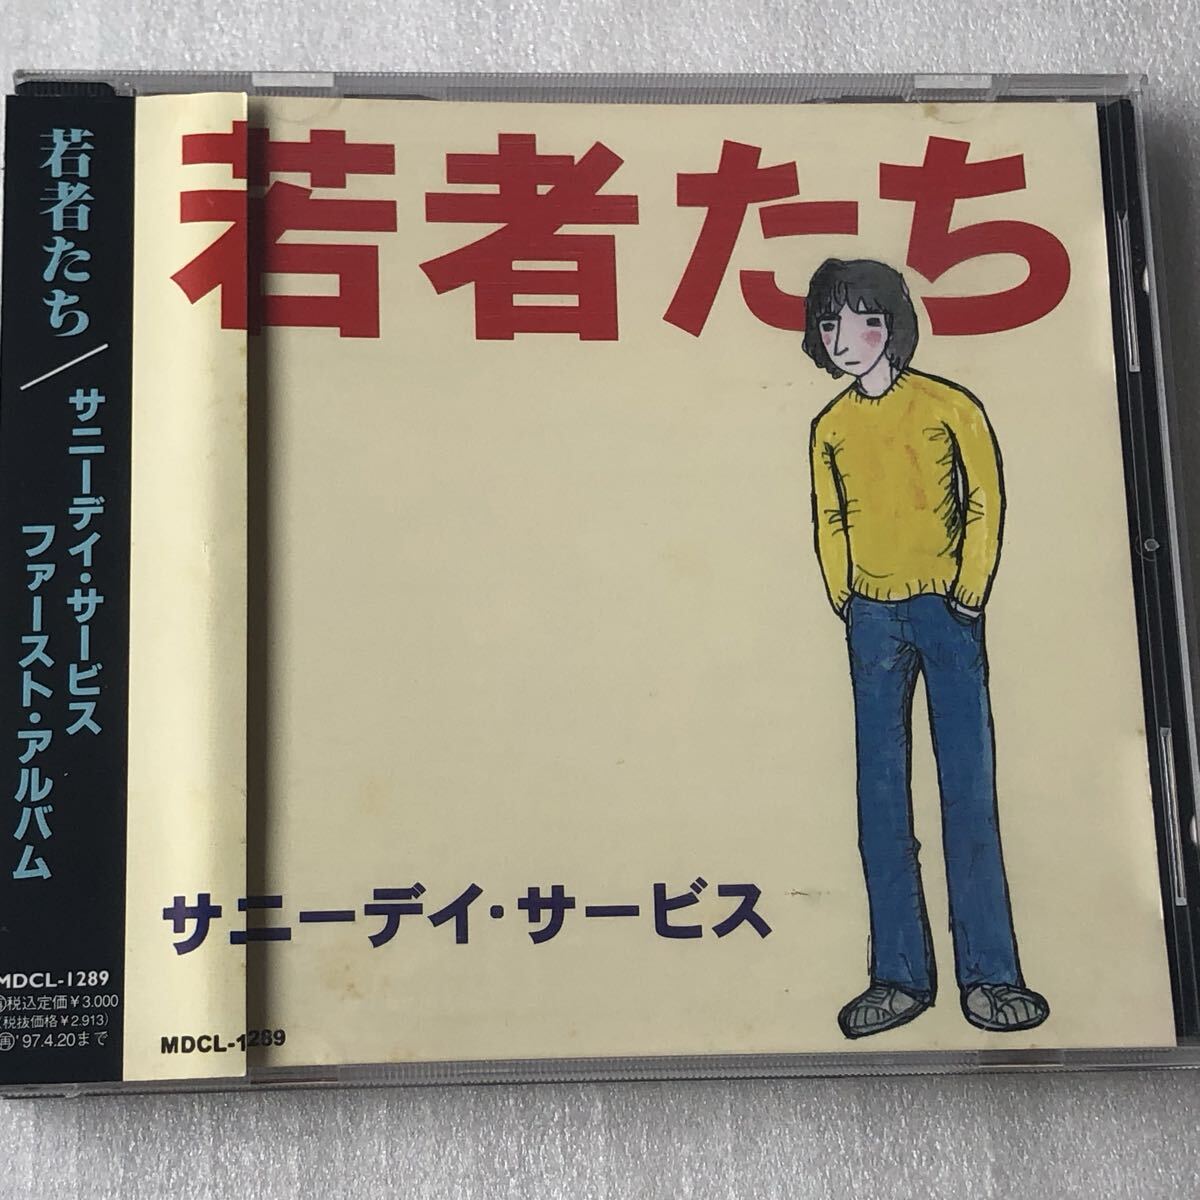 若者たち
サニーデイ・サービス
MDCL-1289
若者たち／サニーデイ・サービス
ファースト・アルバム
MDCL-1289
税込定価¥3,000
(税抜価格¥2,913)
㊢'97.4.20まで